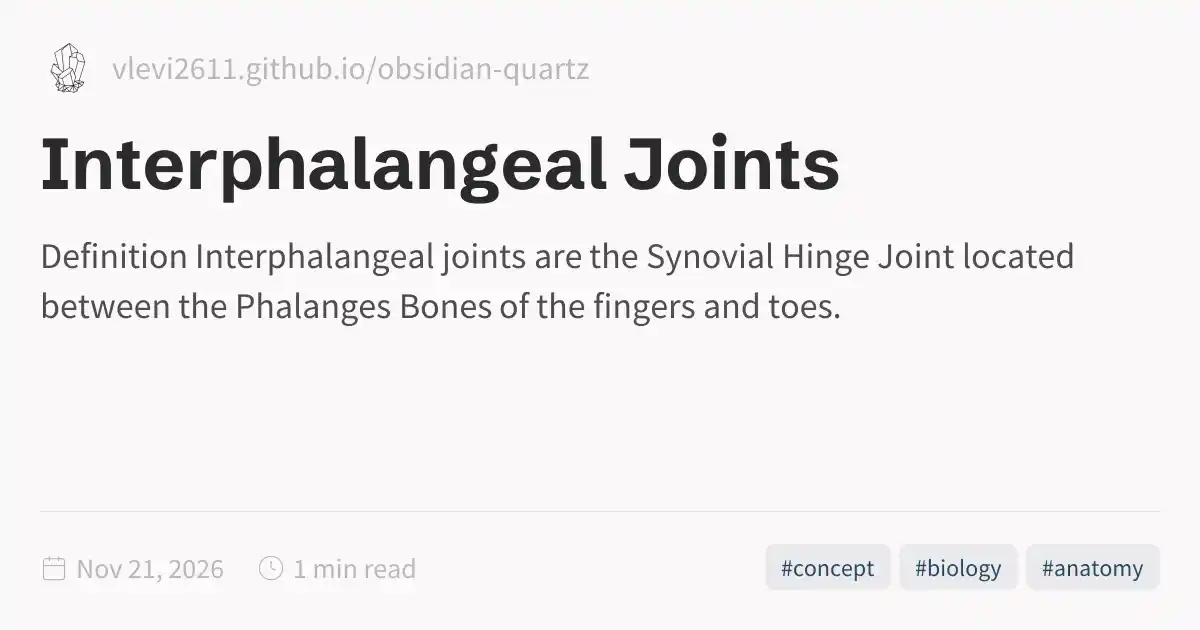 vlevi2611.github.io/obsidian-quartz
Interphalangeal Joints
Definition Interphalangeal joints are the Synovial Hinge Joint located
between the Phalanges Bones of the fingers and toes.
Nov 21, 2026 1 min read #concept #biology #anatomy